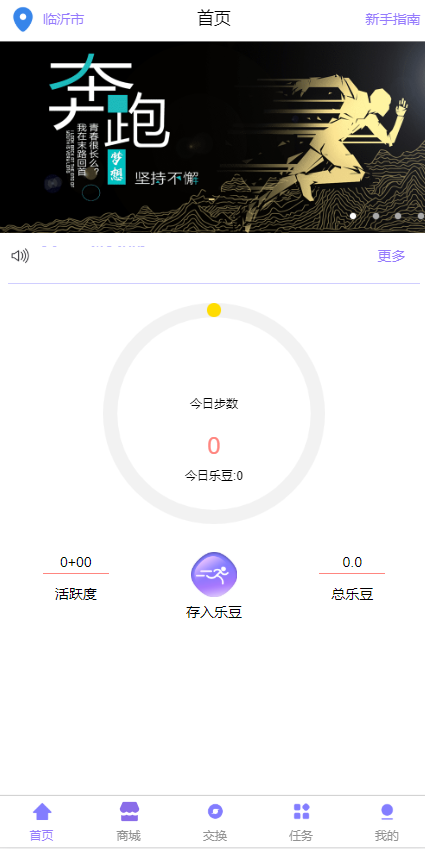 临沂市
首页
新手指南
奔跑
青春很长么?
我在末路回首
梦想
坚持不懈
更多
今日步数
0
今日乐豆:0
0+00
活跃度
存入乐豆
0.0
总乐豆
首页
商城
交换
任务
我的